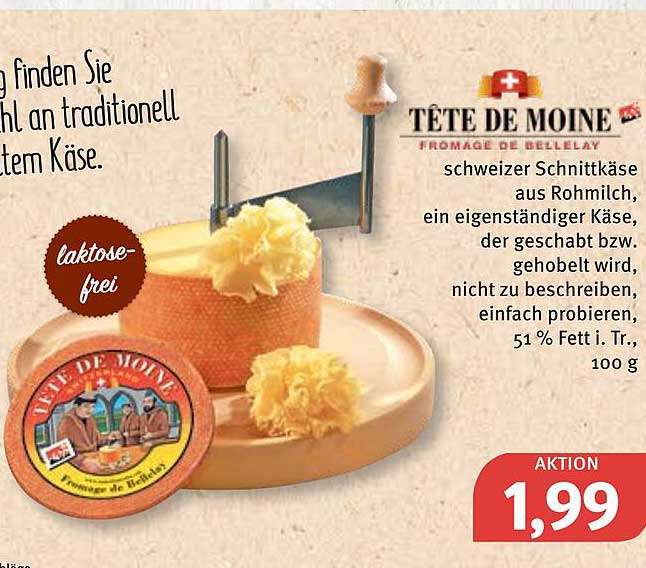 finden Sie
an traditionell
Käse.
laktose-
frei
TÊTE DE MOINE
FROMAGE DE BELLELAY
schweizer Schnittkäse
aus Rohmilch,
ein eigenständiger Käse,
der geschabt bzw.
gehobelt wird,
nicht zu beschreiben,
einfach probieren,
51 % Fett i. Tr.,
100 g
TÊTE DE MOINE
SWITZERLAND
Fromage de Bellelay
AKTION
1,99